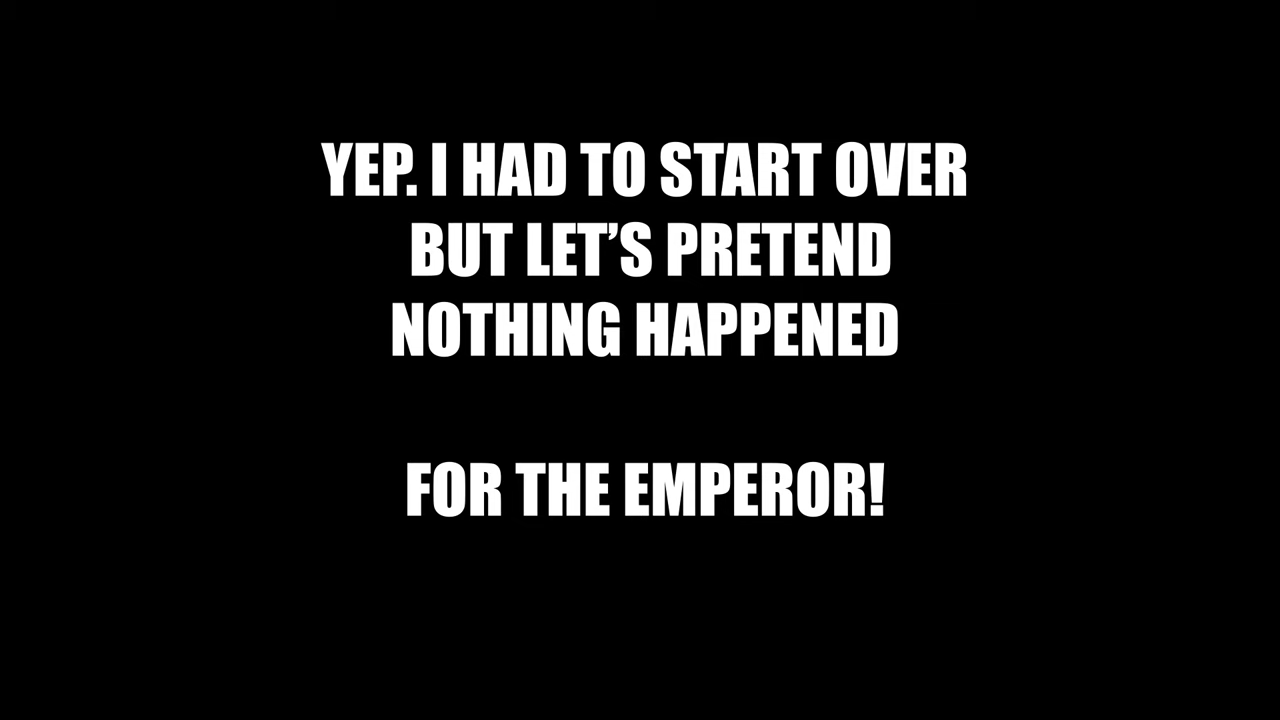 YEP. I HAD TO START OVER
BUT LET’S PRETEND
NOTHING HAPPENED
FOR THE EMPEROR!